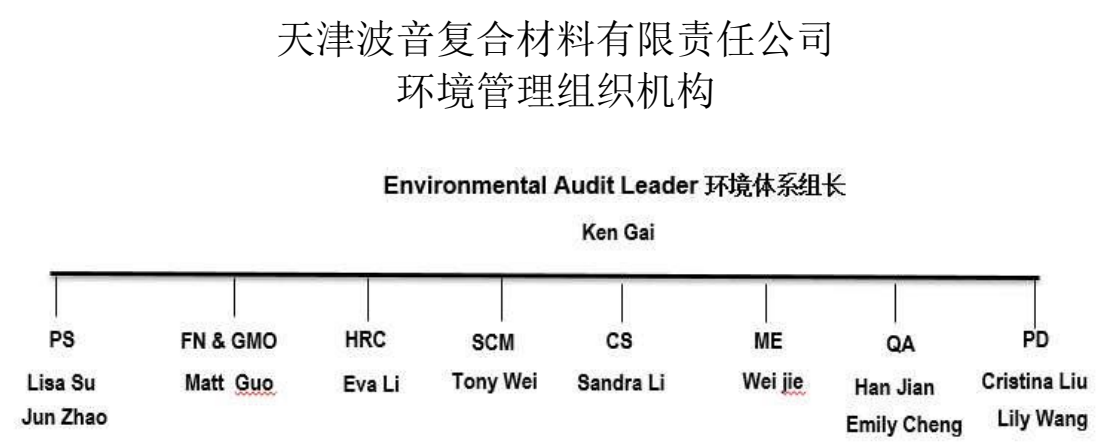 天津波音复合材料有限责任公司
环境管理组织机构
Environmental Audit Leader 环境体系组长
Ken Gai
PS FN & GMO HRC SCM CS ME QA PD
Lisa Su Matt Guo Eva Li Tony Wei Sandra Li Wei jie Han Jian Cristina Liu
Jun Zhao Emily Cheng Lily Wang